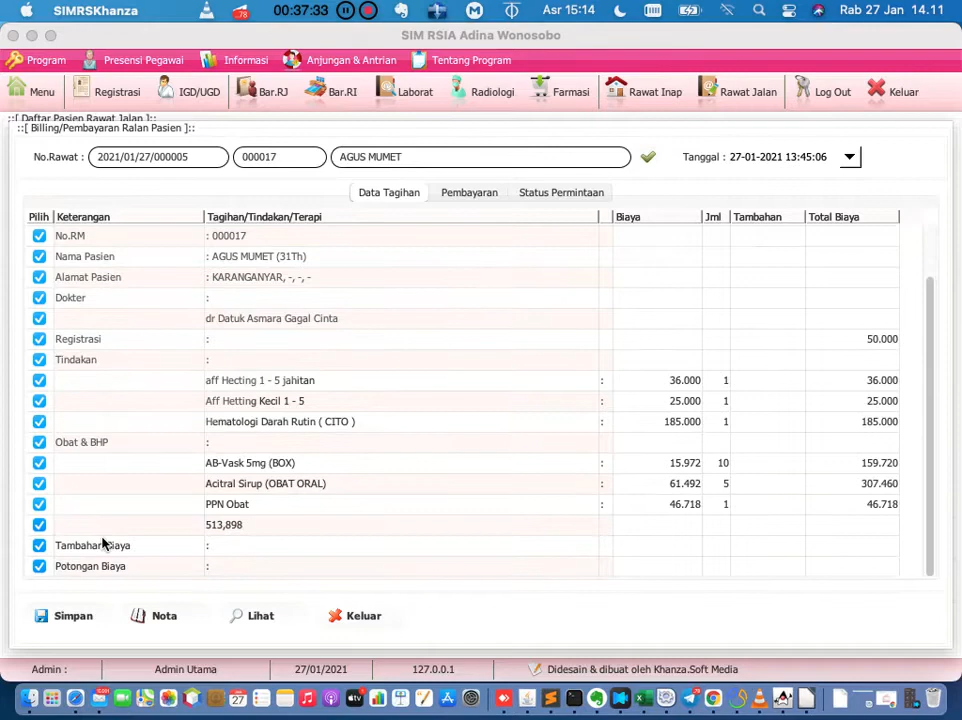 SIMRSKhanza 00:37:33 Asr 15:14 Rab 27 Jan 14.11
SIM RSIA Adina Wonosobo
Program Presensi Pegawai Informasi Anjungan & Antrian Tentang Program
Menu Registrasi IGD/UGD Bar.RJ Bar.RI Laborat Radiologi Farmasi Rawat Inap Rawat Jalan Log Out Keluar
::[ Daftar Pasien Rawat Jalan ]::
::[ Billing/Pembayaran Ralan Pasien ]::
No.Rawat : 2021/01/27/000005 000017 AGUS MUMET Tanggal : 27-01-2021 13:45:06
Data Tagihan Pembayaran Status Permintaan
Pilih Keterangan Tagihan/Tindakan/Terapi Biaya Jml Tambahan Total Biaya
No.RM : 000017
Nama Pasien : AGUS MUMET (31Th)
Alamat Pasien : KARANGANYAR, -, -, -
Dokter :
dr Datuk Asmara Gagal Cinta
Registrasi : 50.000
Tindakan :
aff Hecting 1 - 5 jahitan : 36.000 1 36.000
Aff Hetting Kecil 1 - 5 : 25.000 1 25.000
Hematologi Darah Rutin ( CITO ) : 185.000 1 185.000
Obat & BHP :
AB-Vask 5mg (BOX) : 15.972 10 159.720
Acitral Sirup (OBAT ORAL) : 61.492 5 307.460
PPN Obat : 46.718 1 46.718
513,898
Tambahan Biaya :
Potongan Biaya :
Simpan Nota Lihat Keluar
Admin : Admin Utama 27/01/2021 127.0.0.1 Didesain & dibuat oleh Khanza.Soft Media